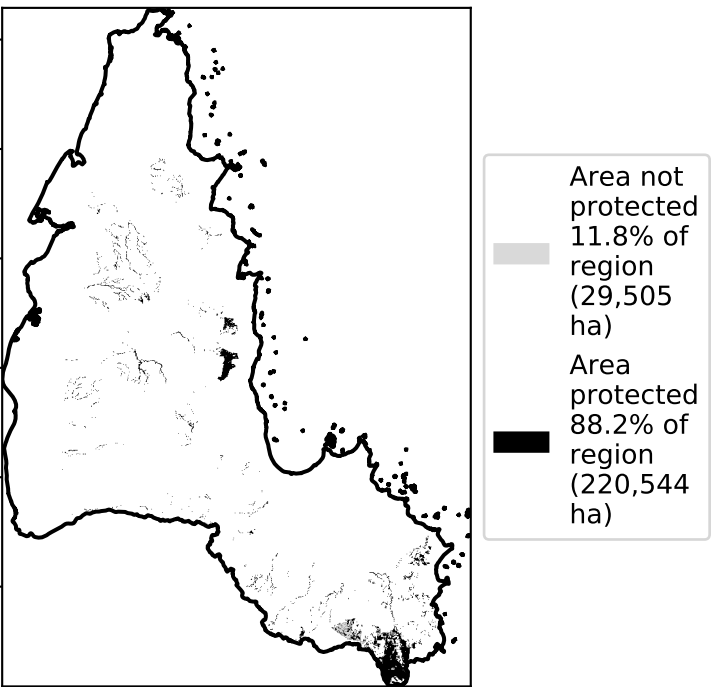 Area not
protected
11.8% of
region
(29,505
ha)
Area
protected
88.2% of
region
(220,544
ha)